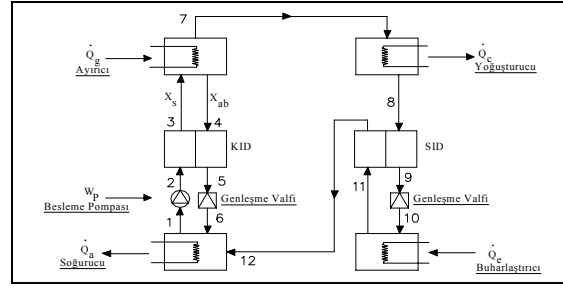 7
Q̇g
Ayırıcı
Q̇c
Yoğuşturucu
Xs
Xab
8
3
4
KID
SID
2
5
11
9
Wp
Besleme Pompası
Genleşme Valfi
Genleşme Valfi
1
6
10
Q̇a
Soğurucu
12
Q̇e
Buharlaştırıcı